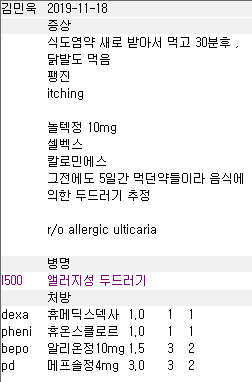 김민욱 2019-11-18
증상
식도염약 새로 받아서 먹고 30분후 ,
닭발도 먹음
팽진
itching
놀텍정 10mg
셀벡스
칼로민에스
그전에도 5일간 먹던약들이라 음식에
의한 두드러기 추정
r/o allergic ulticaria
병명
l500 앨러지성 두드러기
처방
dexa 휴메딕스덱사 1,0 1 1
pheni 휴온스클로르 1,0 1 1
bepo 알리온정10mg 1,5 3 2
pd 메프솔정4mg 3,0 3 2